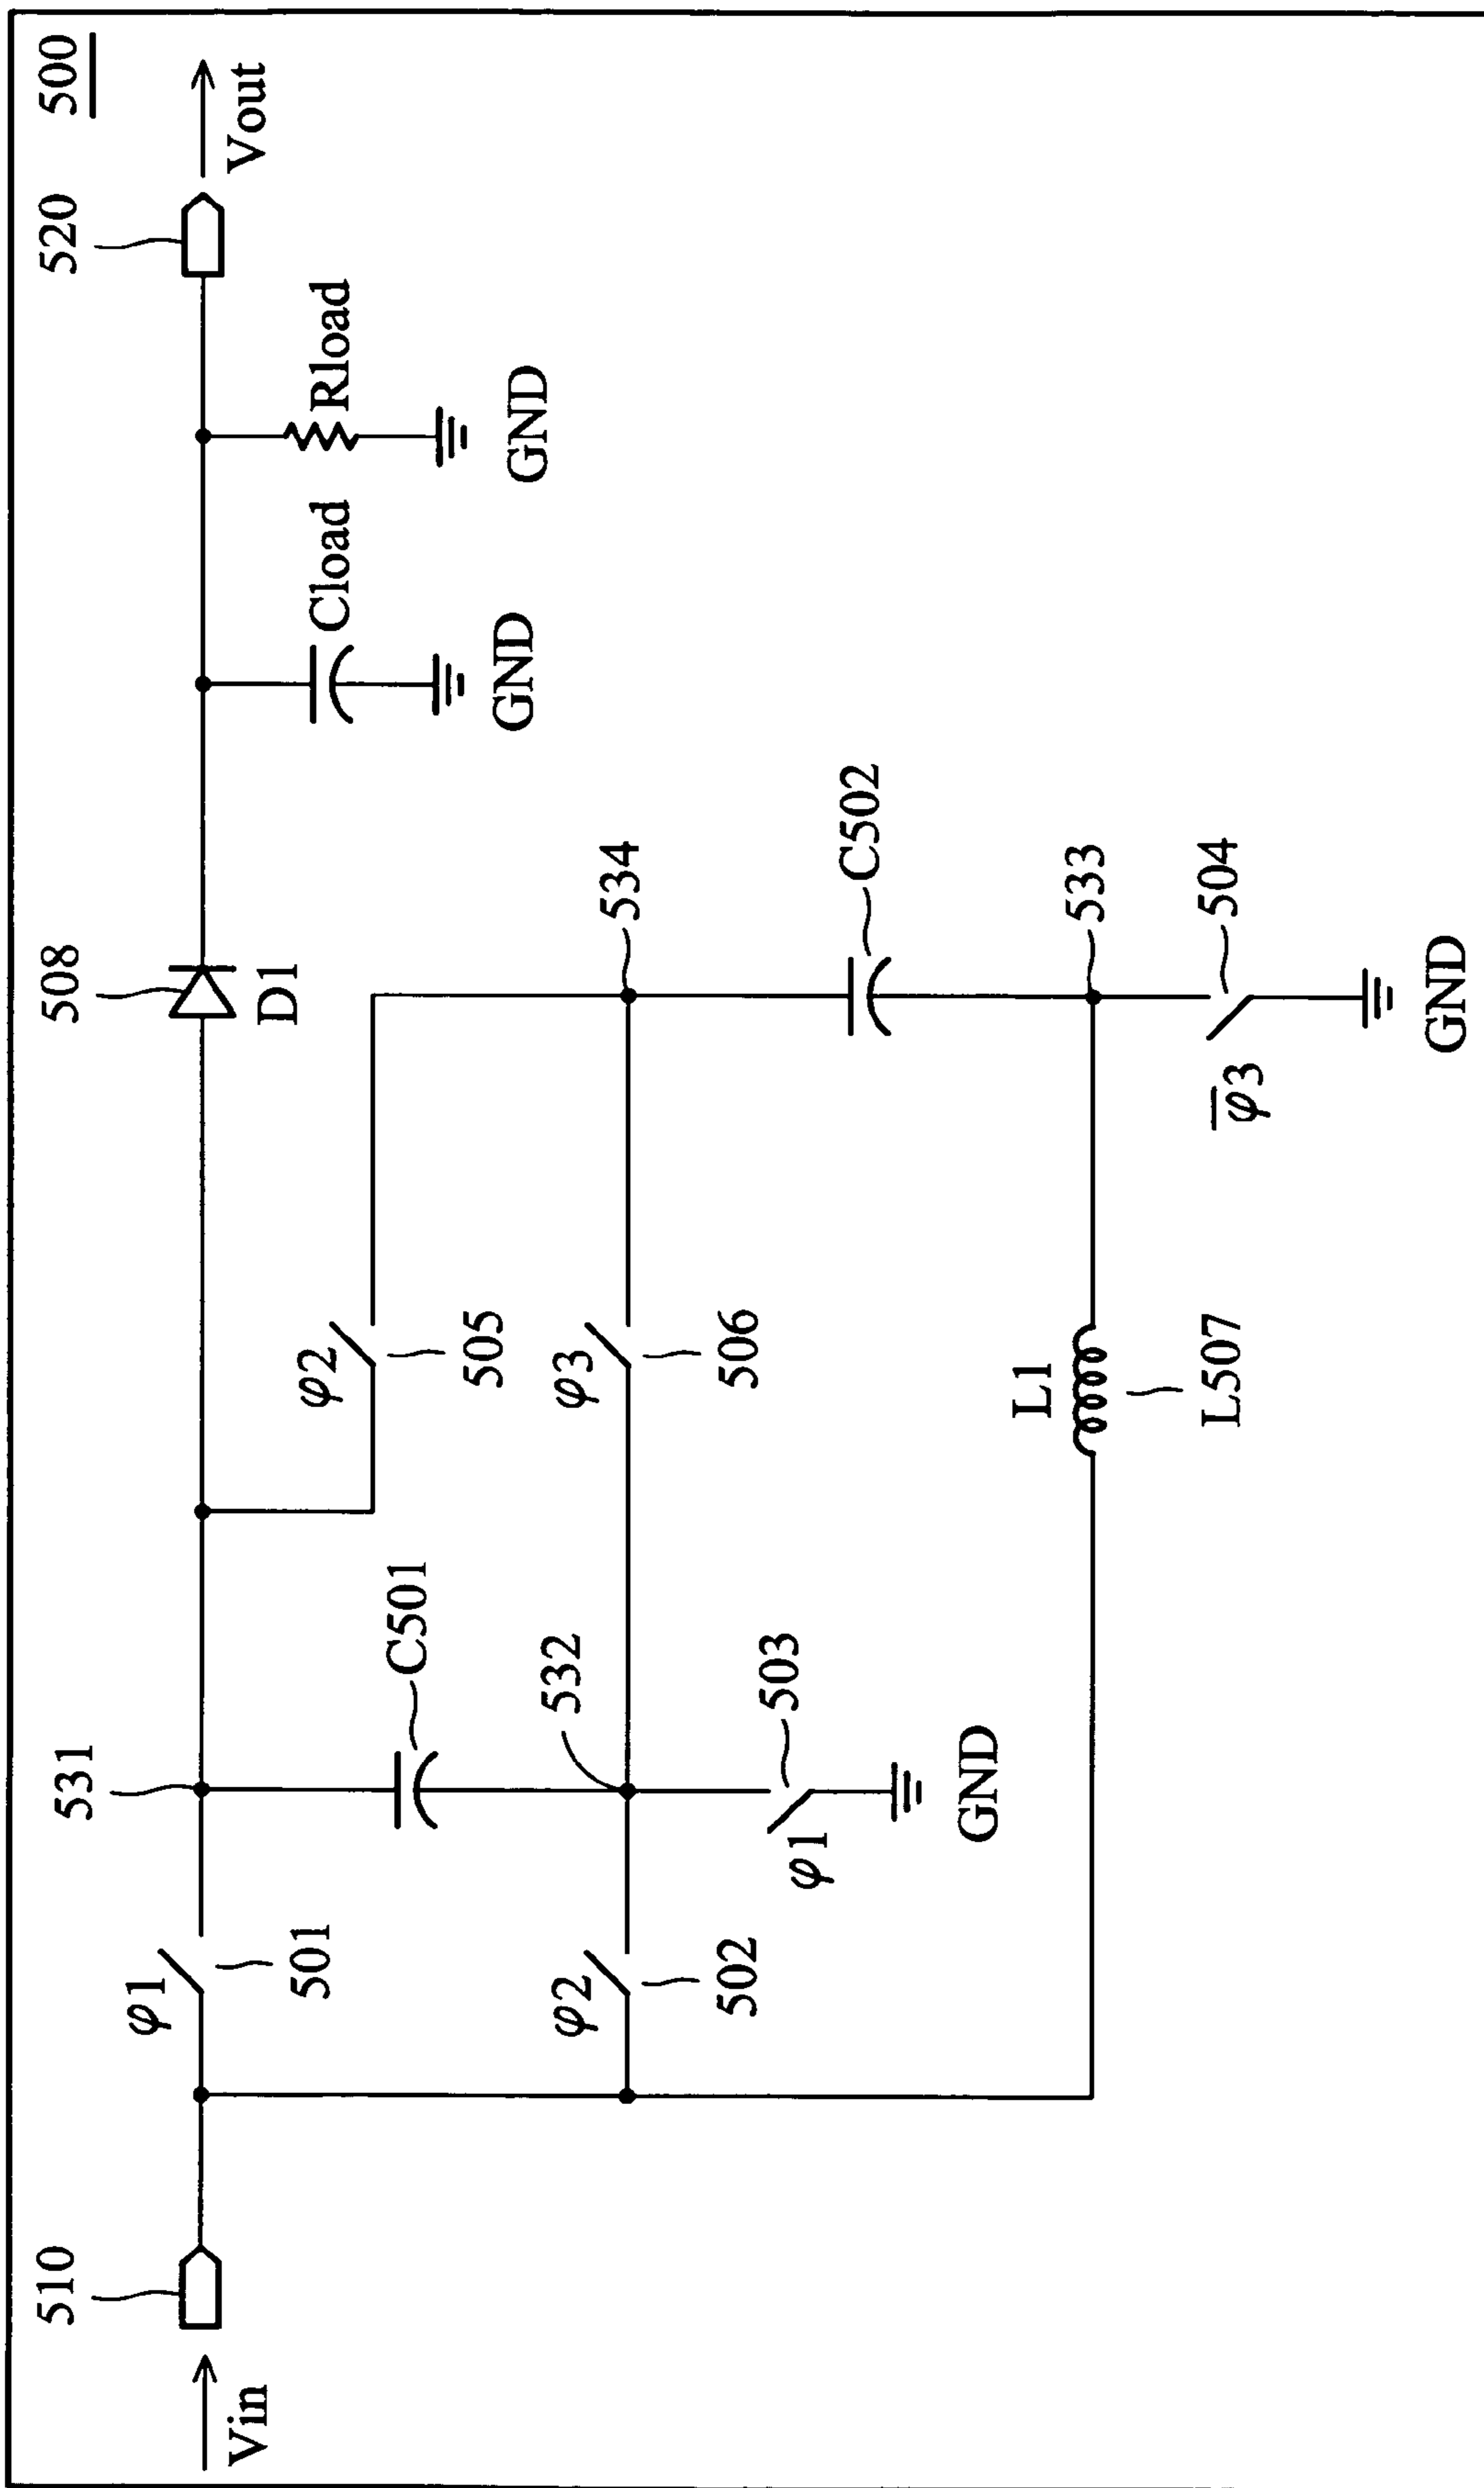 500
510
Vin
φ1
501
531
508
D1
520
Vout
Cload
GND
Rload
GND
C501
φ2
505
φ2
502
532
φ3
506
534
φ1
503
GND
C502
L1
L507
533
φ̅3
504
GND